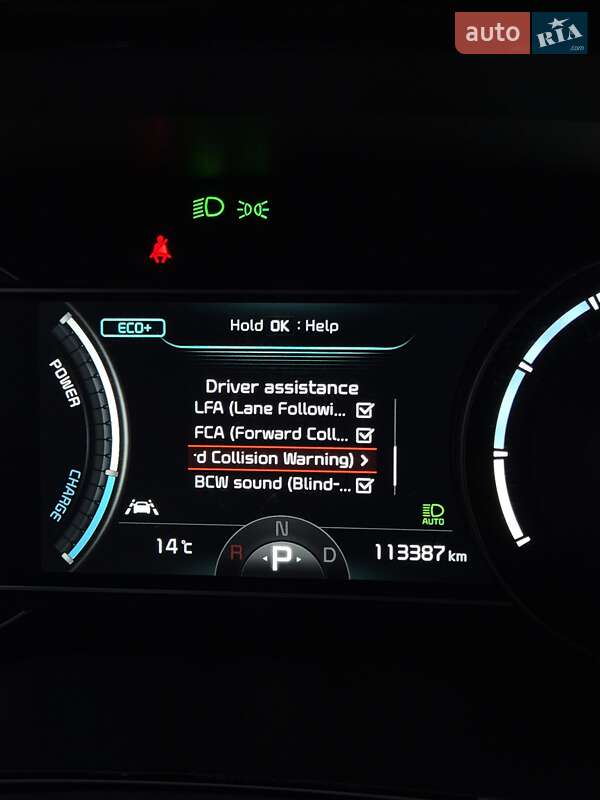 auto RIA .com
ECO+
Hold OK : Help
Driver assistance
LFA (Lane Followi...
FCA (Forward Coll...
d Collision Warning) >
BCW sound (Blind-...
POWER
CHARGE
AUTO
N
14°C
R
P
D
113387 km